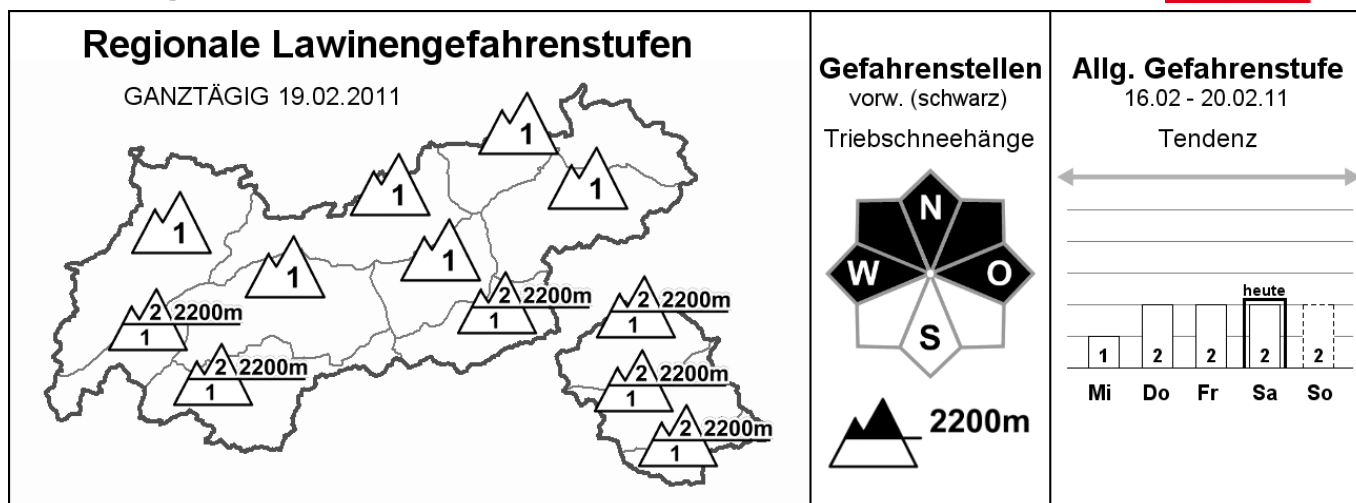 Regionale Lawinengefahrenstufen
GANZTÄGIG 19.02.2011
1
1
1
1
1
1
1
2 2200m
1
2 2200m
1
2 2200m
1
2 2200m
1
2 2200m
1
2 2200m
1
Gefahrenstellen
vorw. (schwarz)
Triebschneehänge
N
W O
S
2200m
Allg. Gefahrenstufe
16.02 - 20.02.11
Tendenz
heute
1 2 2 2 2
Mi Do Fr Sa So